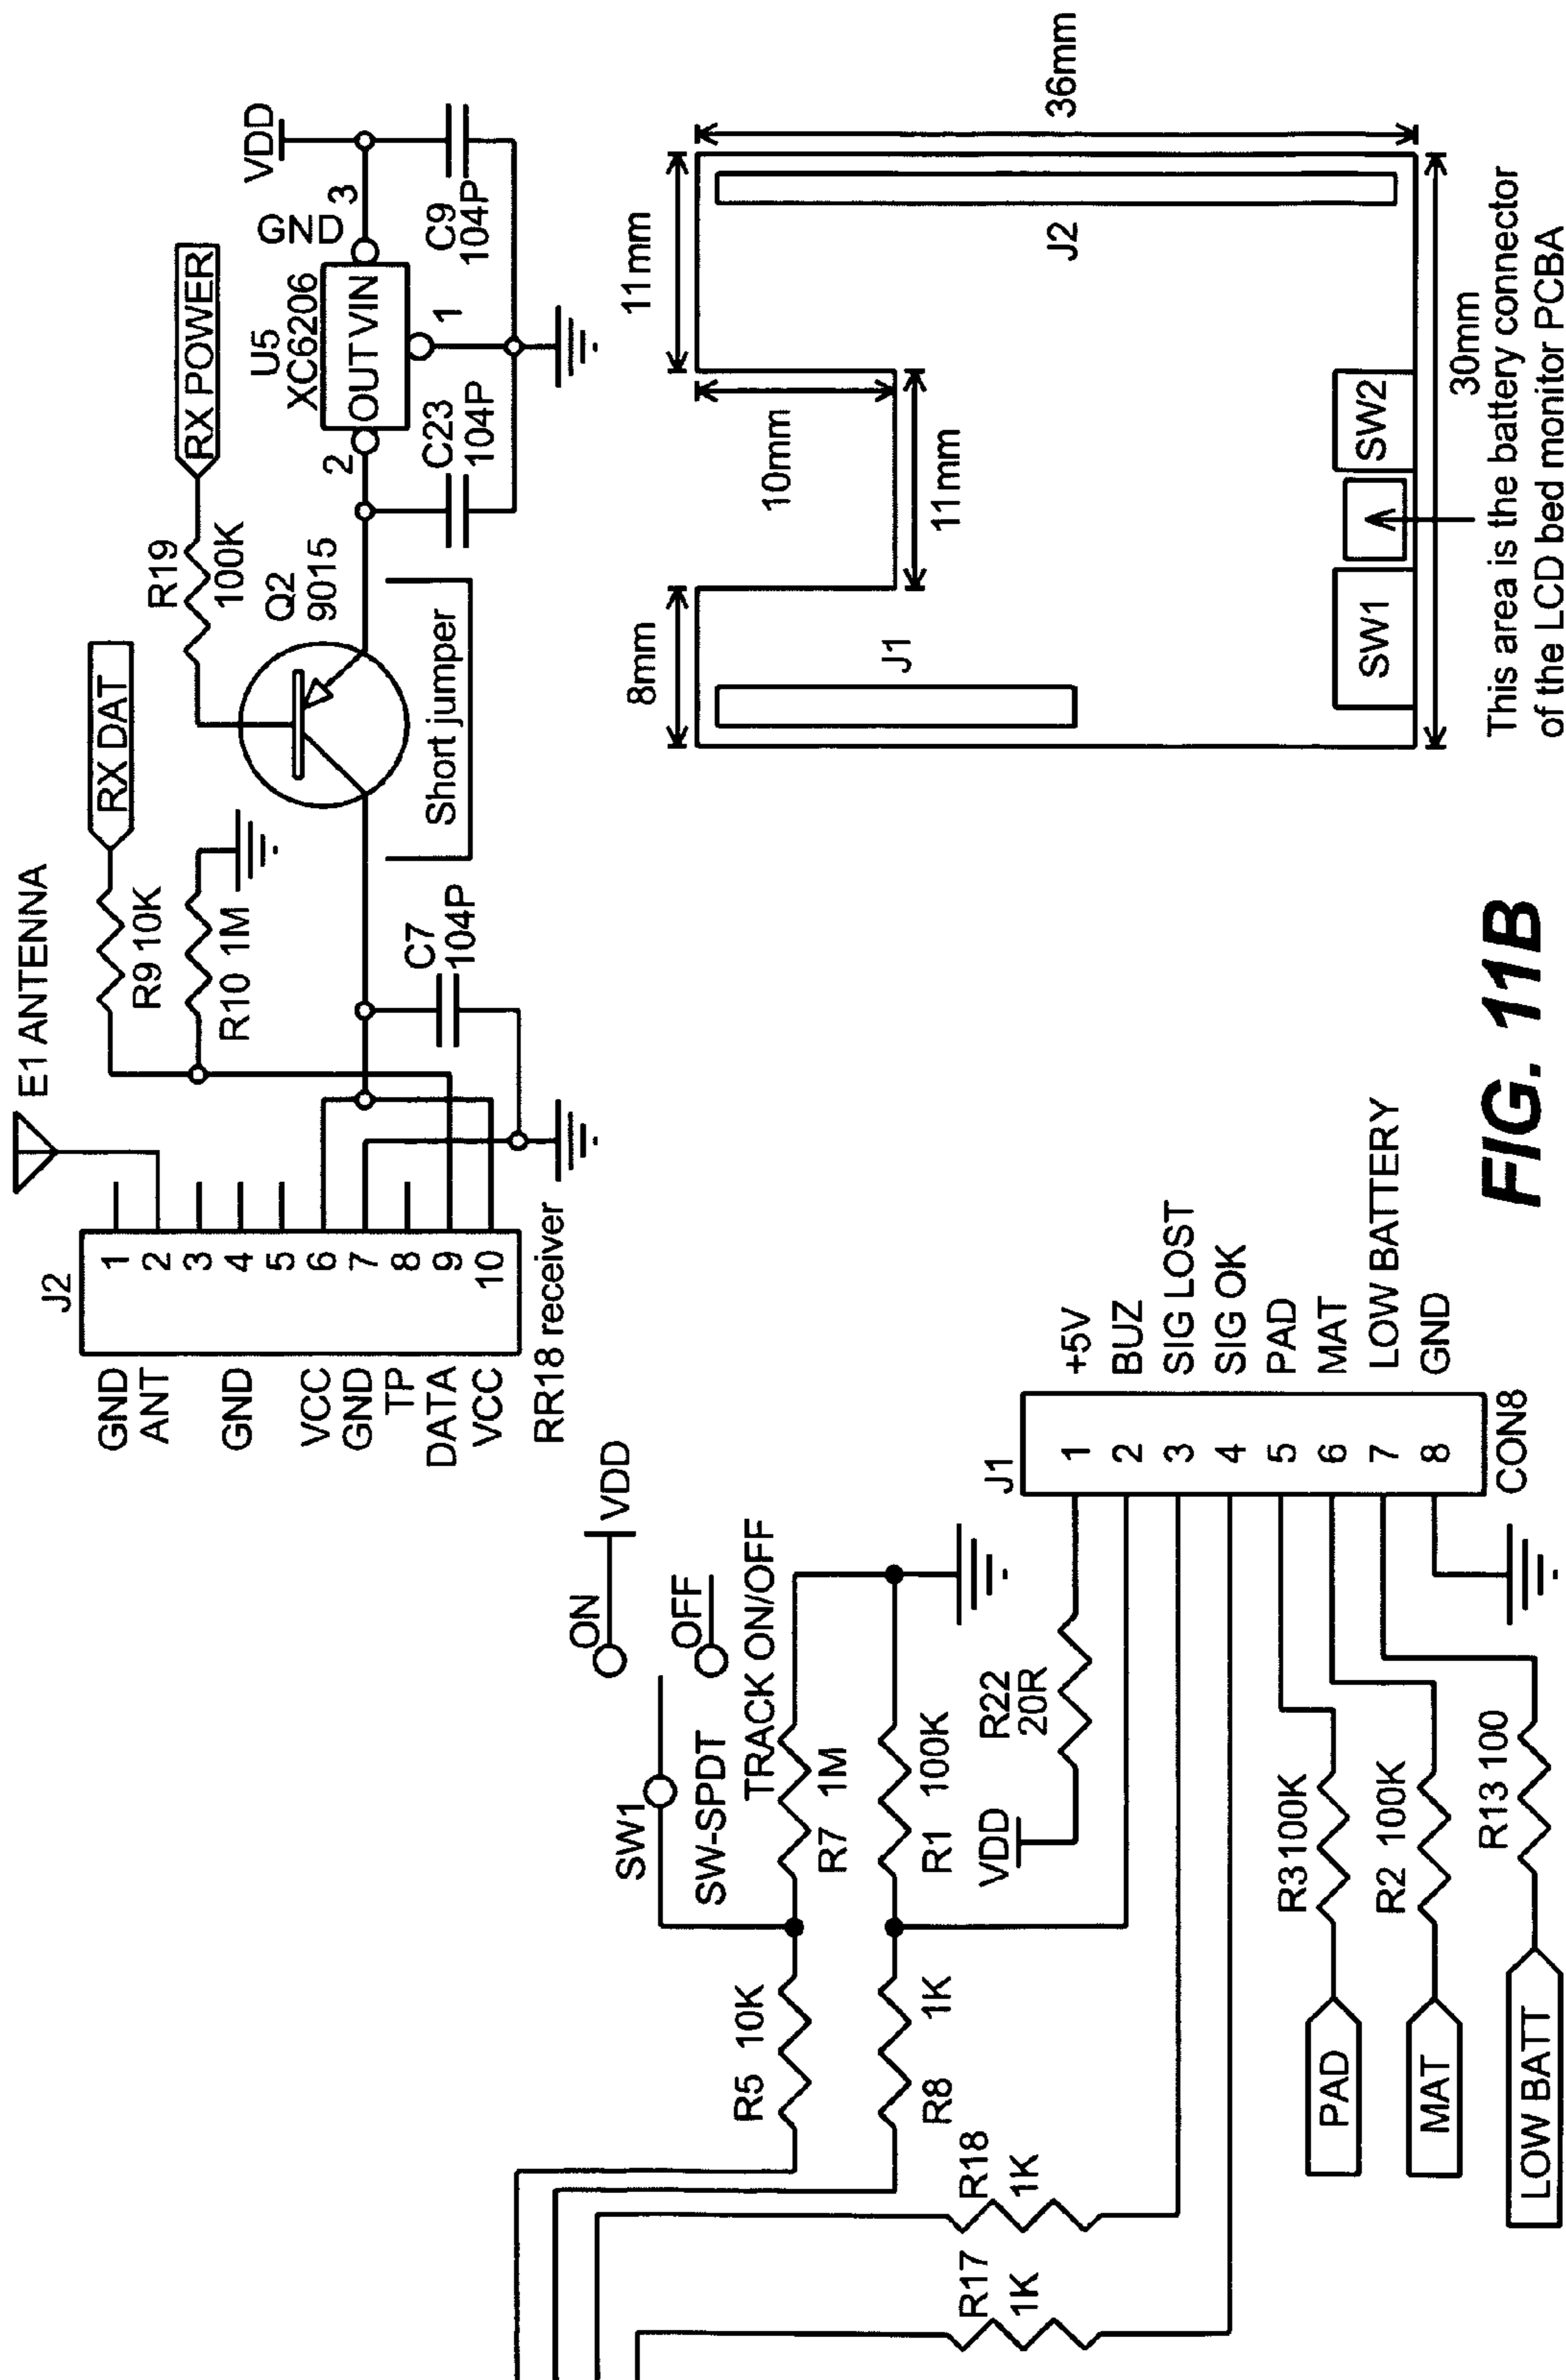 E1 ANTENNA
J2
GND 1
ANT 2
3
GND 4
5
VCC 6
GND 7
TP 8
DATA 9
VCC 10
RR18 receiver
R9 10K
RX DAT
R10 1M
C7
104P
Short jumper
Q2
9015
R19
100K
RX POWER
U5
XC6206
OUT VIN
2
1
GND
3
VDD
C23
104P
C9
104P
SW1
SW-SPDT
ON
OFF
VDD
TRACK ON/OFF
R5 10K
R7 1M
R8 1K
R1 100K
R17
1K
R18
1K
VDD
R22
20R
J1
1 +5V
2 BUZ
3 SIG LOST
4 SIG OK
5 PAD
6 MAT
7 LOW BATTERY
8 GND
CON8
PAD
R3 100K
MAT
R2 100K
LOW BATT
R13 100
8mm
11mm
10mm
11mm
36mm
J1
J2
SW1
SW2
30mm
This area is the battery connector
of the LCD bed monitor PCBA
FIG. 11B